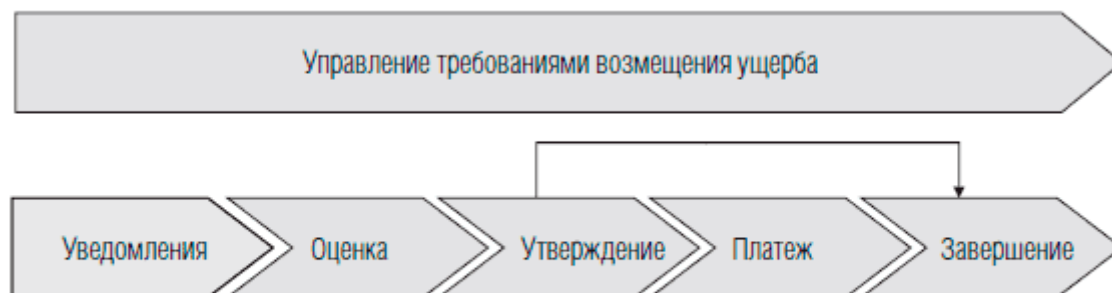 Управление требованиями возмещения ущерба
Уведомления
Оценка
Утверждение
Платеж
Завершение